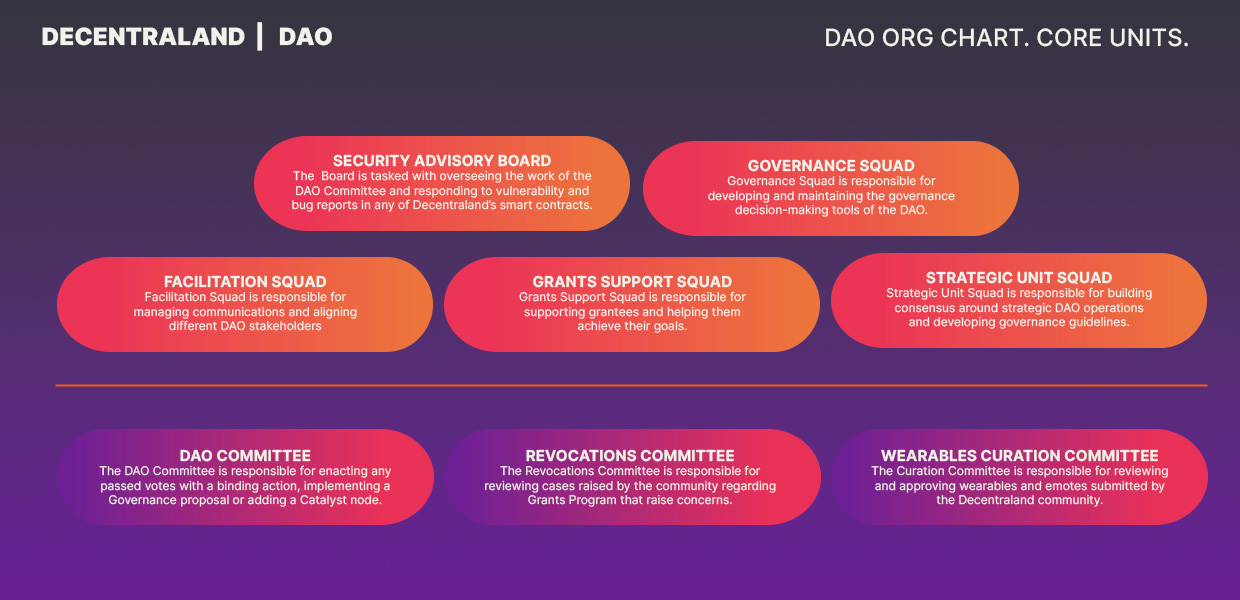 DECENTRALAND | DAO
DAO ORG CHART. CORE UNITS.
SECURITY ADVISORY BOARD
The Board is tasked with overseeing the work of the
DAO Committee and responding to vulnerability and
bug reports in any of Decentraland's smart contracts.
GOVERNANCE SQUAD
Governance Squad is responsible for
developing and maintaining the governance
decision-making tools of the DAO.
FACILITATION SQUAD
Facilitation Squad is responsible for
managing communications and aligning
different DAO stakeholders
GRANTS SUPPORT SQUAD
Grants Support Squad is responsible for
supporting grantees and helping them
achieve their goals.
STRATEGIC UNIT SQUAD
Strategic Unit Squad is responsible for building
consensus around strategic DAO operations
and developing governance guidelines.
DAO COMMITTEE
The DAO Committee is responsible for enacting any
passed votes with a binding action, implementing a
Governance proposal or adding a Catalyst node.
REVOCATIONS COMMITTEE
The Revocations Committee is responsible for
reviewing cases raised by the community regarding
Grants Program that raise concerns.
WEARABLES CURATION COMMITTEE
The Curation Committee is responsible for reviewing
and approving wearables and emotes submitted by
the Decentraland community.